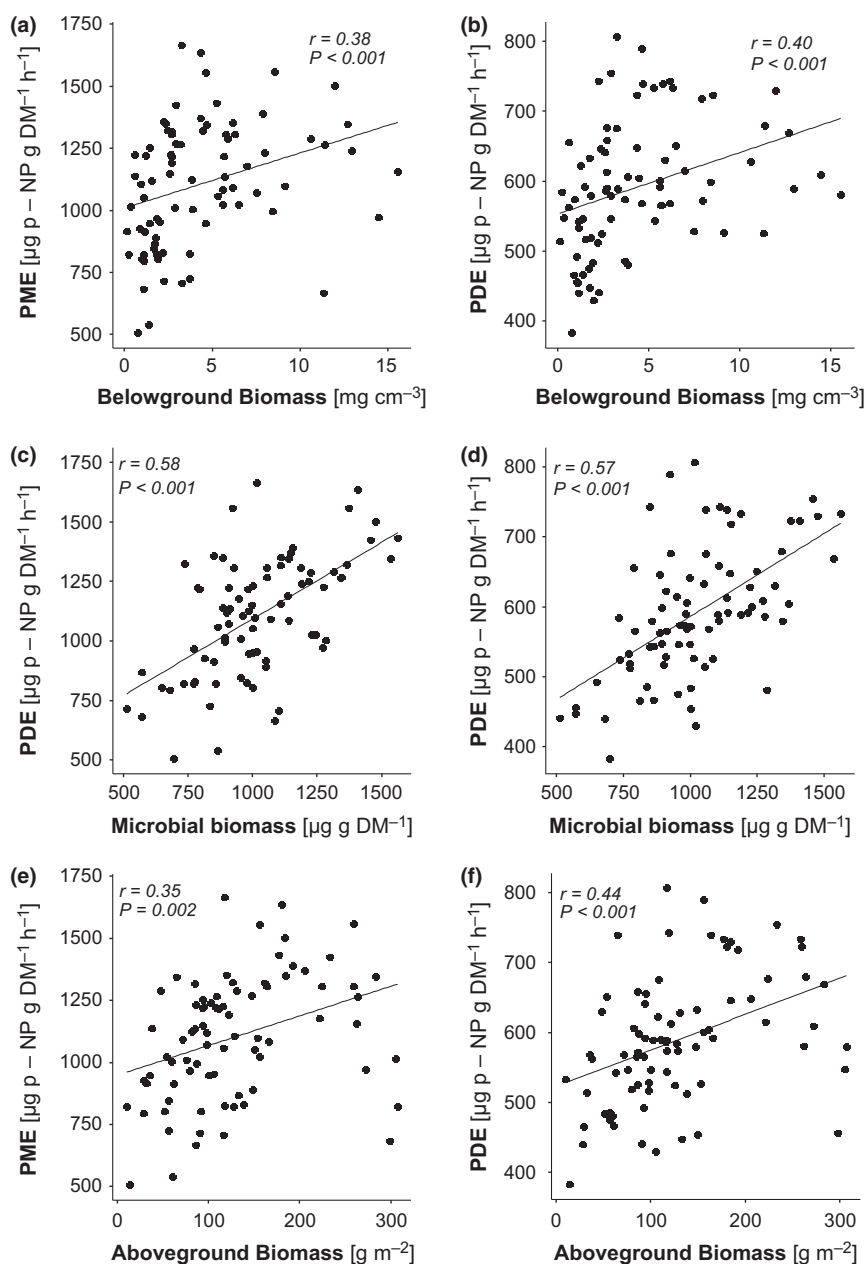 (a)
1750
1500
1250
1000
750
500
PME [µg p – NP g DM–1 h–1]
r = 0.38
P < 0.001
0 5 10 15
Belowground Biomass [mg cm–3]
(b)
800
700
600
500
400
PDE [µg p – NP g DM–1 h–1]
r = 0.40
P < 0.001
0 5 10 15
Belowground Biomass [mg cm–3]
(c)
1750
1500
1250
1000
750
500
PDE [µg p – NP g DM–1 h–1]
r = 0.58
P < 0.001
500 750 1000 1250 1500
Microbial biomass [µg g DM–1]
(d)
800
700
600
500
400
PDE [µg p – NP g DM–1 h–1]
r = 0.57
P < 0.001
500 750 1000 1250 1500
Microbial biomass [µg g DM–1]
(e)
1750
1500
1250
1000
750
500
PME [µg p – NP g DM–1 h–1]
r = 0.35
P = 0.002
0 100 200 300
Aboveground Biomass [g m–2]
(f)
800
700
600
500
400
PDE [µg p – NP g DM–1 h–1]
r = 0.44
P < 0.001
0 100 200 300
Aboveground Biomass [g m–2]